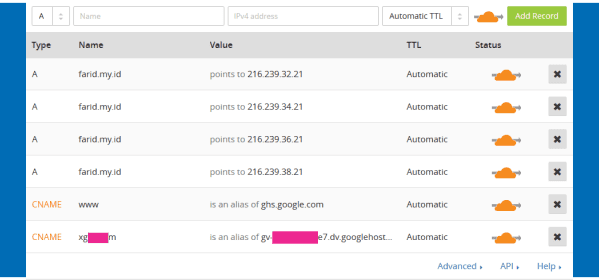 A Name IPv4 address Automatic TTL Add Record
Type Name Value TTL Status
A farid.my.id points to 216.239.32.21 Automatic
A farid.my.id points to 216.239.34.21 Automatic
A farid.my.id points to 216.239.36.21 Automatic
A farid.my.id points to 216.239.38.21 Automatic
CNAME www is an alias of ghs.google.com Automatic
CNAME xg m is an alias of gv- e7.dv.googlehost... Automatic
Advanced API Help